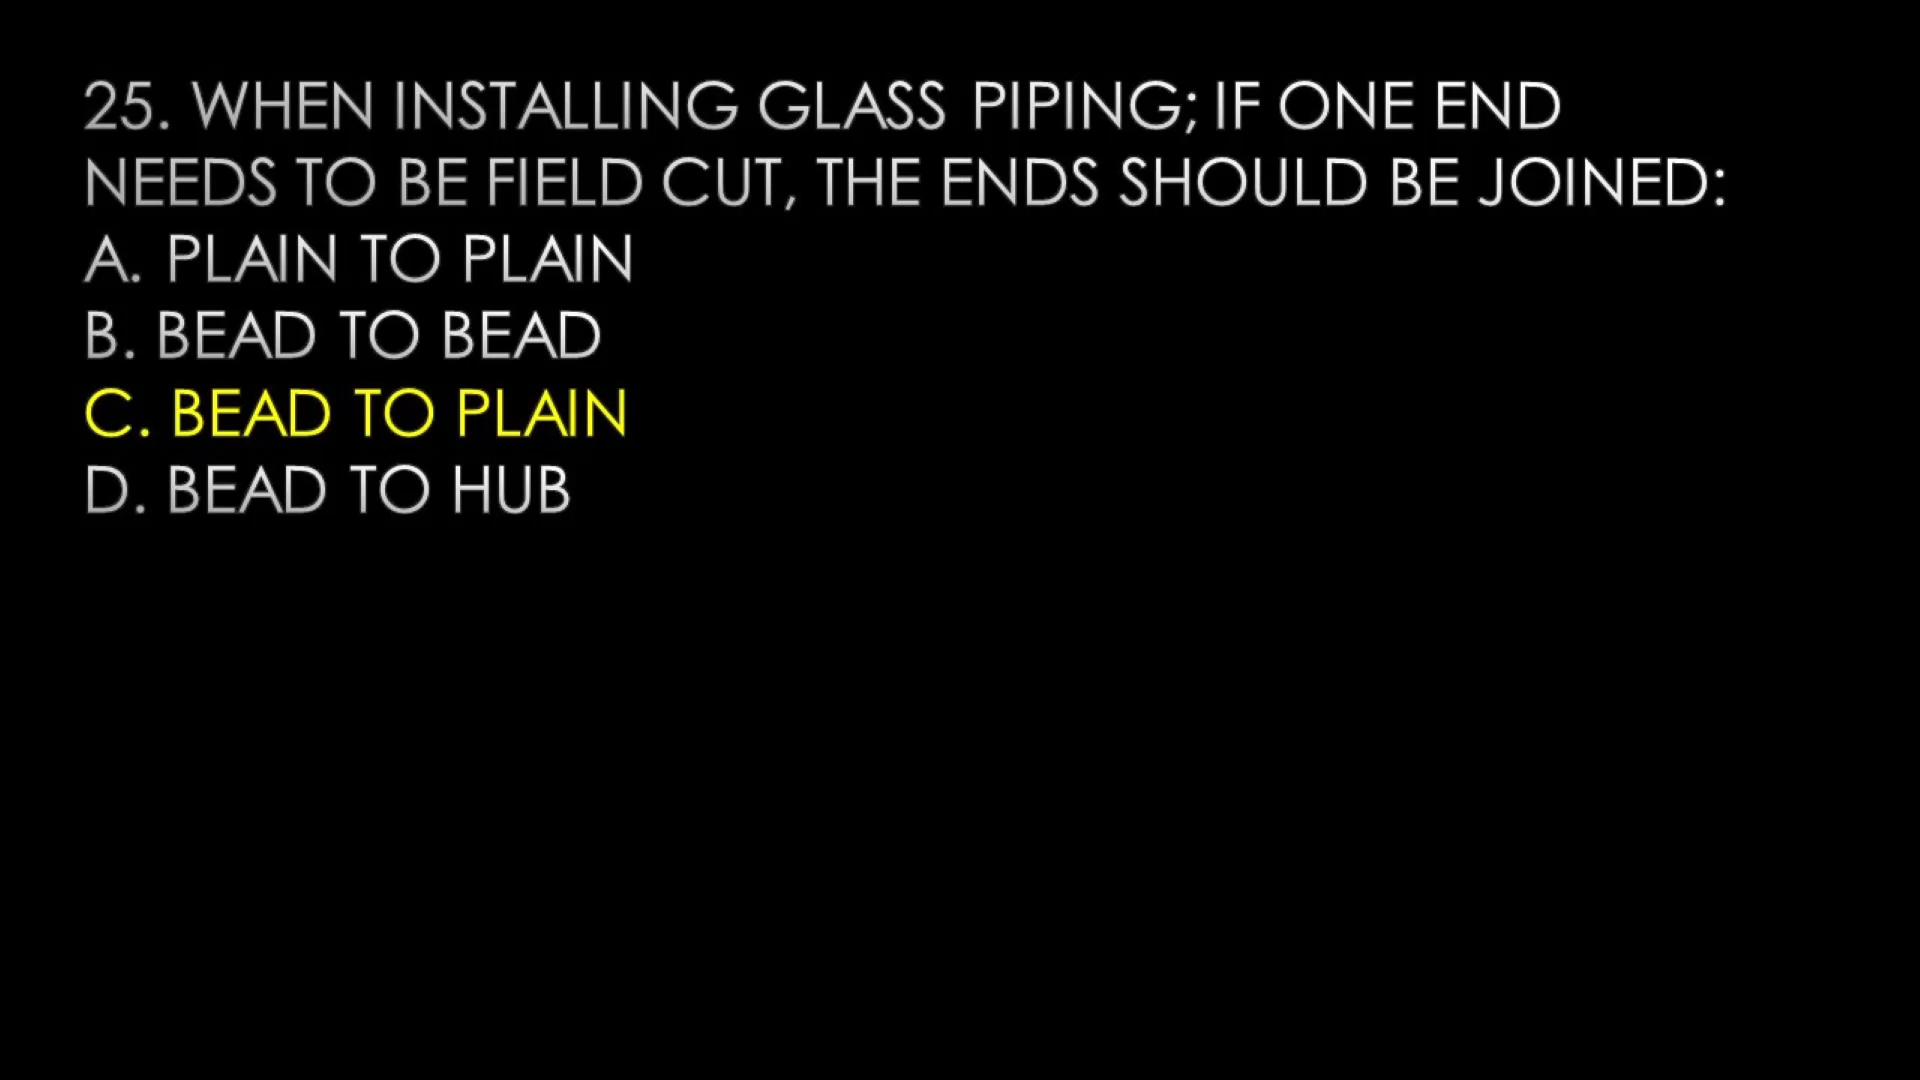 25. WHEN INSTALLING GLASS PIPING; IF ONE END
NEEDS TO BE FIELD CUT, THE ENDS SHOULD BE JOINED:
A. PLAIN TO PLAIN
B. BEAD TO BEAD
C. BEAD TO PLAIN
D. BEAD TO HUB